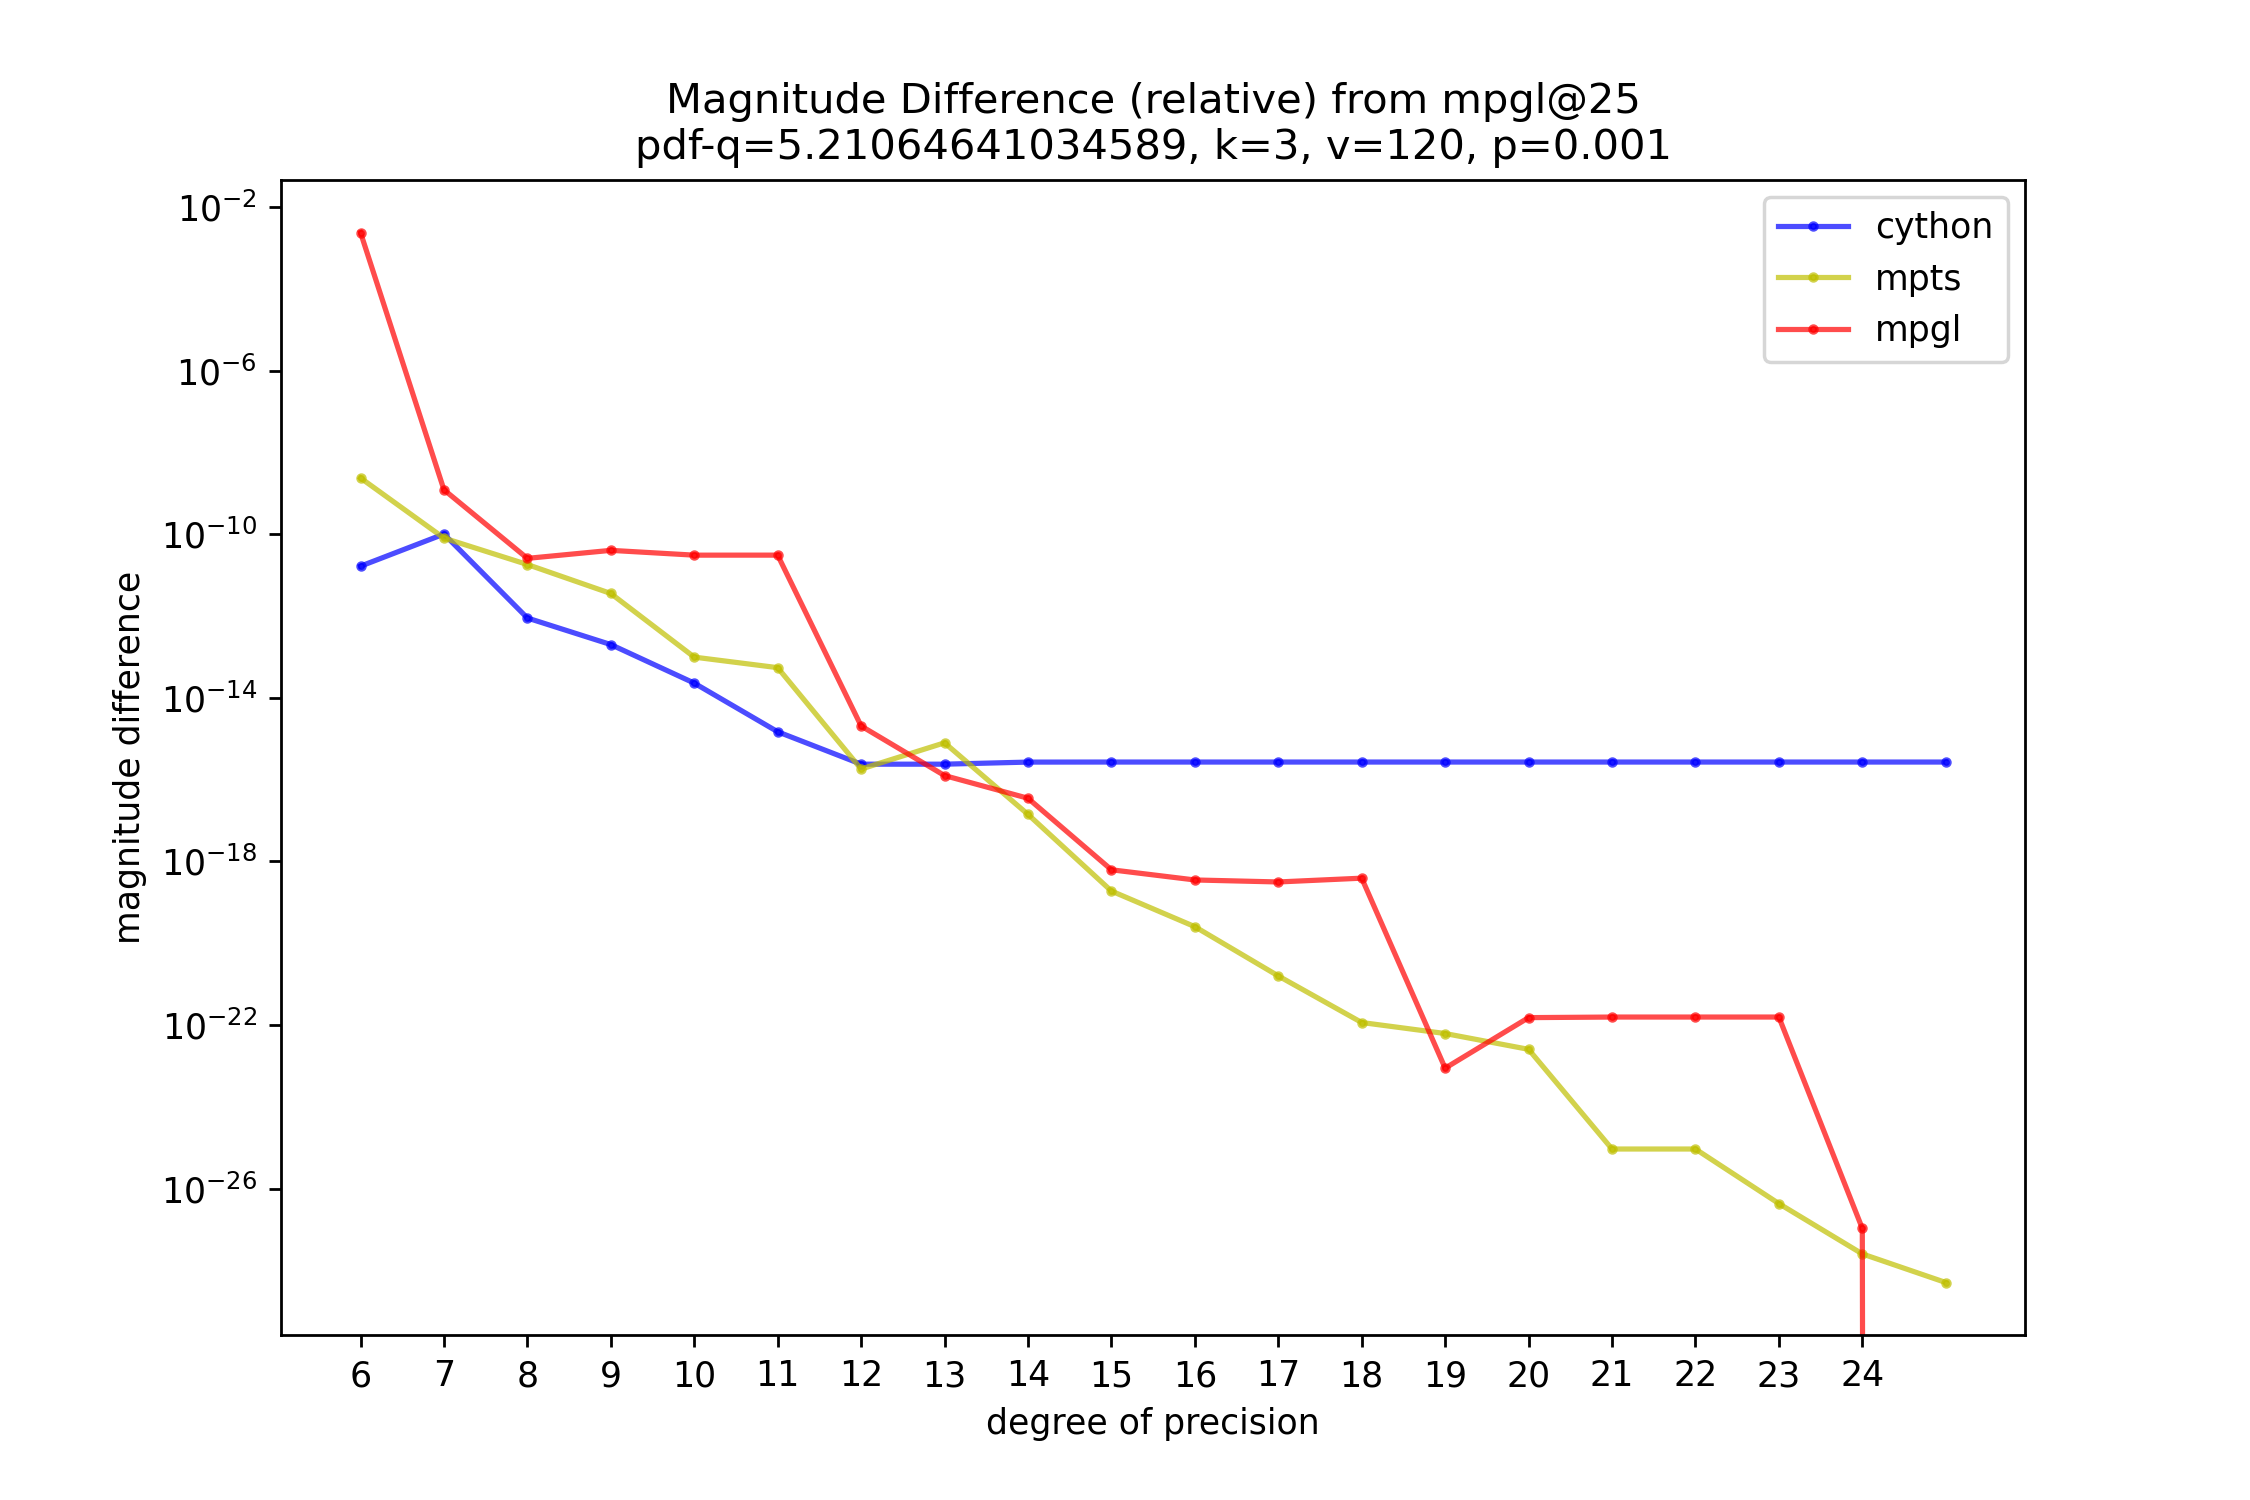 Magnitude Difference (relative) from mpgl@25
pdf-q=5.21064641034589, k=3, v=120, p=0.001
cython
mpts
mpgl
magnitude difference
10⁻²
10⁻⁶
10⁻¹⁰
10⁻¹⁴
10⁻¹⁸
10⁻²²
10⁻²⁶
6 7 8 9 10 11 12 13 14 15 16 17 18 19 20 21 22 23 24
degree of precision